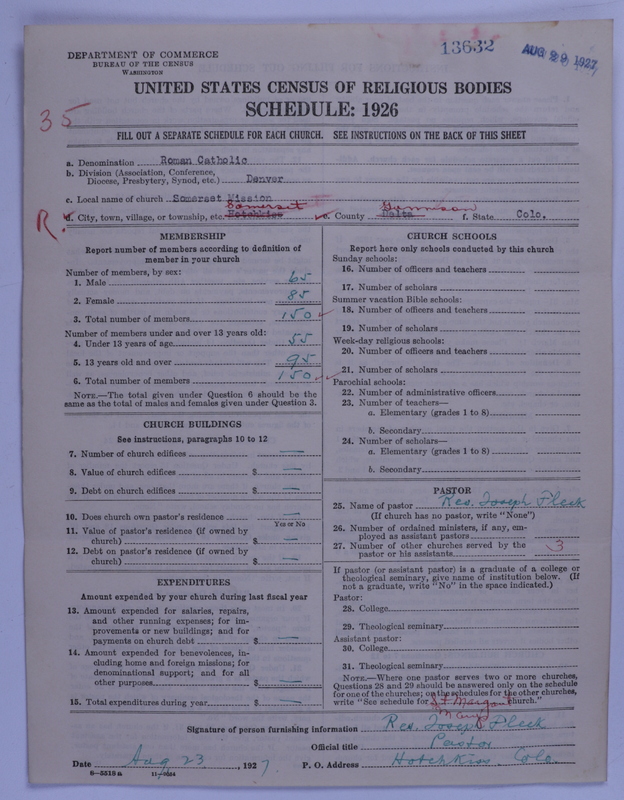 13632
AUG 29 1927
DEPARTMENT OF COMMERCE
BUREAU OF THE CENSUS
WASHINGTON
UNITED STATES CENSUS OF RELIGIOUS BODIES
SCHEDULE: 1926
35
FILL OUT A SEPARATE SCHEDULE FOR EACH CHURCH. SEE INSTRUCTIONS ON THE BACK OF THIS SHEET
a. Denomination Roman Catholic
b. Division (Association, Conference,
Diocese, Presbytery, Synod, etc.) Denver
c. Local name of church Somerset Mission
Somerset Gunnison
R. d. City, town, village, or township, etc. Hotchkiss e. County Delta f. State Colo.
MEMBERSHIP
Report number of members according to definition of
member in your church
Number of members, by sex:
1. Male 65
2. Female 85
3. Total number of members 150
Number of members under and over 13 years old:
4. Under 13 years of age 55
5. 13 years old and over 95
6. Total number of members 150
NOTE.—The total given under Question 6 should be the
same as the total of males and females given under Question 3.
CHURCH BUILDINGS
See instructions, paragraphs 10 to 12
7. Number of church edifices —
8. Value of church edifices $ —
9. Debt on church edifices $ —
10. Does church own pastor's residence —
Yes or No
11. Value of pastor's residence (if owned by
church) $ —
12. Debt on pastor's residence (if owned by
church) $ —
EXPENDITURES
Amount expended by your church during last fiscal year
13. Amount expended for salaries, repairs,
and other running expenses; for im-
provements or new buildings; and for
payments on church debt $ —
14. Amount expended for benevolences, in-
cluding home and foreign missions; for
denominational support; and for all
other purposes $ —
15. Total expenditures during year $ —
CHURCH SCHOOLS
Report here only schools conducted by this church
Sunday schools:
16. Number of officers and teachers
17. Number of scholars
Summer vacation Bible schools:
18. Number of officers and teachers
19. Number of scholars
Week-day religious schools:
20. Number of officers and teachers
21. Number of scholars
Parochial schools:
22. Number of administrative officers
23. Number of teachers—
a. Elementary (grades 1 to 8)
b. Secondary
24. Number of scholars—
a. Elementary (grades 1 to 8)
b. Secondary
PASTOR
25. Name of pastor Rev. Joseph Fleck
(If church has no pastor, write "None")
26. Number of ordained ministers, if any, em-
ployed as assistant pastors
27. Number of other churches served by the
pastor or his assistants 3
If pastor (or assistant pastor) is a graduate of a college or
theological seminary, give name of institution below. (If
not a graduate, write "No" in the space indicated.)
Pastor:
28. College
29. Theological seminary
Assistant pastor:
30. College
31. Theological seminary
NOTE.—Where one pastor serves two or more churches,
Questions 28 and 29 should be answered only on the schedule
for one of the churches; on the schedules for the other churches,
write "See schedule for St Margaret church."
Mary
Signature of person furnishing information Rev. Joseph Fleck
Official title Pastor
Date Aug 23, 1927 P. O. Address Hotchkiss Colo.
6—5518 a 11—9034